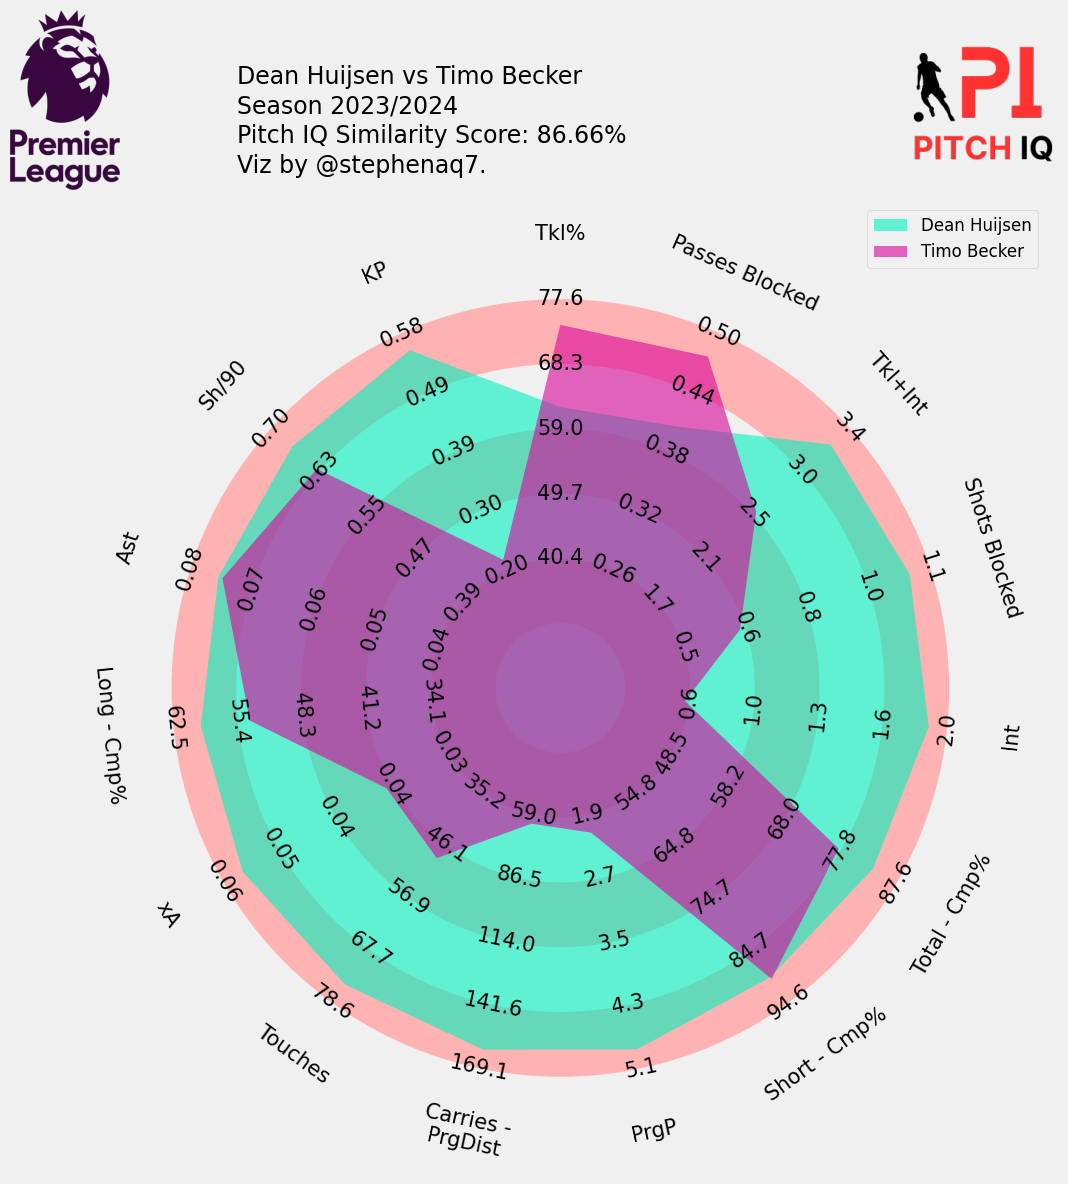 Premier
League
Dean Huijsen vs Timo Becker
Season 2023/2024
Pitch IQ Similarity Score: 86.66%
Viz by @stephenaq7.
PI
PITCH IQ
Dean Huijsen
Timo Becker
Tkl%
77.6
68.3
59.0
49.7
40.4
Passes Blocked
0.50
0.44
0.38
0.32
0.26
Tkl+Int
3.4
3.0
2.5
2.1
1.7
Shots Blocked
1.1
1.0
0.8
0.6
0.5
Int
2.0
1.6
1.3
1.0
0.6
Total - Cmp%
87.6
77.8
68.0
58.2
48.5
Short - Cmp%
94.6
84.7
74.7
64.8
54.8
PrgP
5.1
4.3
3.5
2.7
1.9
Carries -
PrgDist
169.1
141.6
114.0
86.5
59.0
Touches
78.6
67.7
56.9
46.1
35.2
xA
0.06
0.05
0.04
0.04
0.03
Long - Cmp%
62.5
55.4
48.3
41.2
34.1
Ast
0.08
0.07
0.06
0.05
0.04
Sh/90
0.70
0.63
0.55
0.47
0.39
KP
0.58
0.49
0.39
0.30
0.20